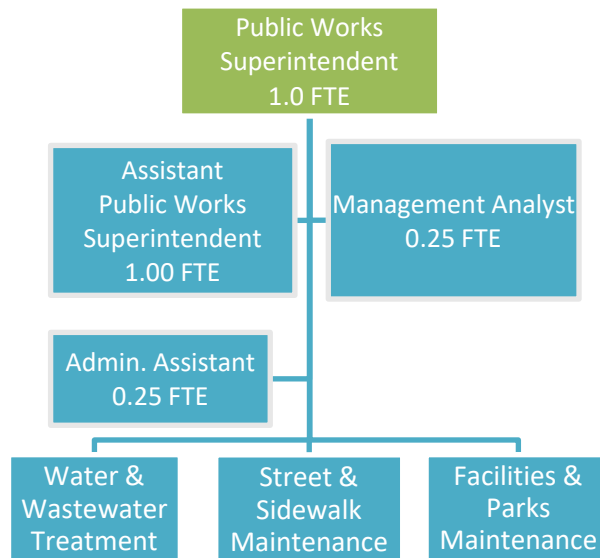 Public Works
Superintendent
1.0 FTE
Assistant
Public Works
Superintendent
1.00 FTE
Management Analyst
0.25 FTE
Admin. Assistant
0.25 FTE
Water &
Wastewater
Treatment
Street &
Sidewalk
Maintenance
Facilities &
Parks
Maintenance